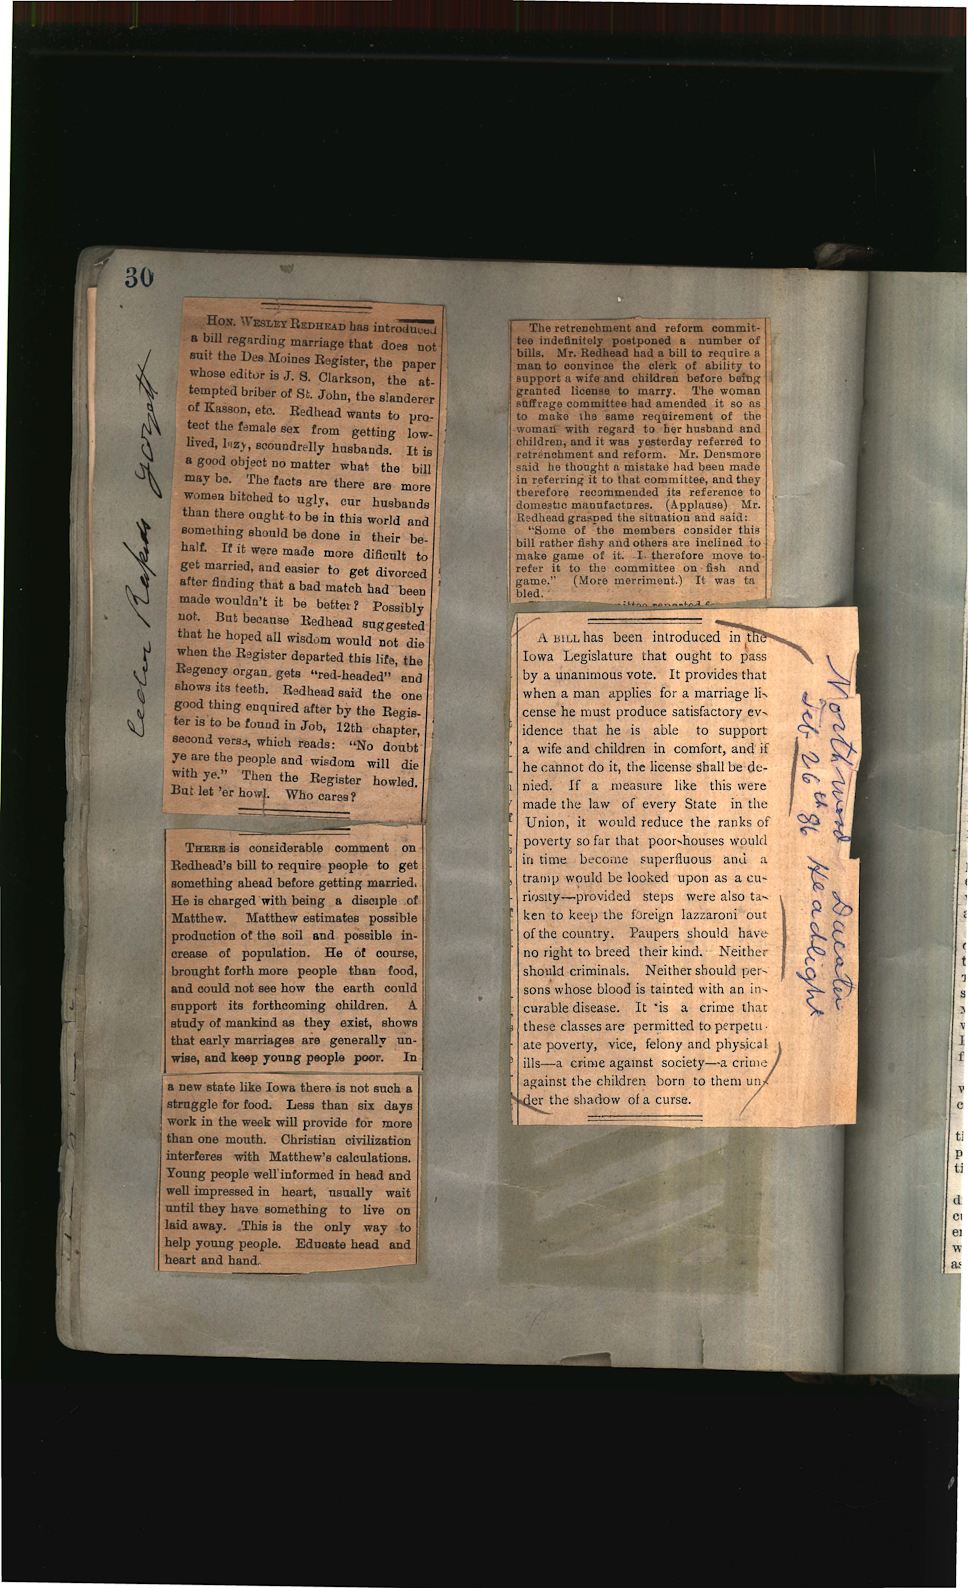 30
Cedar Rapids Gazett
HON. WESLEY REDHEAD has introduced
a bill regarding marriage that does not
suit the Des Moines Register, the paper
whose editor is J. S. Clarkson, the at-
tempted briber of St. John, the slanderer
of Kasson, etc. Redhead wants to pro-
tect the female sex from getting low-
lived, lazy, scoundrelly husbands. It is
a good object no matter what the bill
may be. The facts are there are more
women hitched to ugly, cur husbands
than there ought to be in this world and
something should be done in their be-
half. If it were made more dificult to
get married, and easier to get divorced
after finding that a bad match had been
made wouldn't it be better? Possibly
not. But because Redhead suggested
that he hoped all wisdom would not die
when the Register departed this life, the
Regency organ gets "red-headed" and
shows its teeth. Redhead said the one
good thing enquired after by the Regis-
ter is to be found in Job, 12th chapter,
second verse, which reads: "No doubt
ye are the people and wisdom will die
with ye." Then the Register howled.
But let 'er howl. Who cares?
THERE is considerable comment on
Redhead's bill to require people to get
something ahead before getting married.
He is charged with being a disciple of
Matthew. Matthew estimates possible
production of the soil and possible in-
crease of population. He of course,
brought forth more people than food,
and could not see how the earth could
support its forthcoming children. A
study of mankind as they exist, shows
that early marriages are generally un-
wise, and keep young people poor. In
a new state like Iowa there is not such a
struggle for food. Less than six days
work in the week will provide for more
than one mouth. Christian civilization
interferes with Matthew's calculations.
Young people well informed in head and
well impressed in heart, usually wait
until they have something to live on
laid away. This is the only way to
help young people. Educate head and
heart and hand.
The retrenchment and reform commit-
tee indefinitely postponed a number of
bills. Mr. Redhead had a bill to require a
man to convince the clerk of ability to
support a wife and children before being
granted license to marry. The woman
suffrage committee had amended it so as
to make the same requirement of the
woman with regard to her husband and
children, and it was yesterday referred to
retrenchment and reform. Mr. Densmore
said he thought a mistake had been made
in referring it to that committee, and they
therefore recommended its reference to
domestic manufactures. (Applause) Mr.
Redhead grasped the situation and said:
"Some of the members consider this
bill rather fishy and others are inclined to
make game of it. I therefore move to
refer it to the committee on fish and
game." (More merriment.) It was ta
bled.
A BILL has been introduced in the
Iowa Legislature that ought to pass
by a unanimous vote. It provides that
when a man applies for a marriage li-
cense he must produce satisfactory ev-
idence that he is able to support
a wife and children in comfort, and if
he cannot do it, the license shall be de-
nied. If a measure like this were
made the law of every State in the
Union, it would reduce the ranks of
poverty so far that poor-houses would
in time become superfluous and a
tramp would be looked upon as a cu-
riosity—provided steps were also ta-
ken to keep the foreign lazzaroni out
of the country. Paupers should have
no right to breed their kind. Neither
should criminals. Neither should per-
sons whose blood is tainted with an in-
curable disease. It is a crime that
these classes are permitted to perpetu-
ate poverty, vice, felony and physical
ills—a crime against society—a crime
against the children born to them un-
der the shadow of a curse.
Northwood Dacater
Feb 26th 86 Headlight